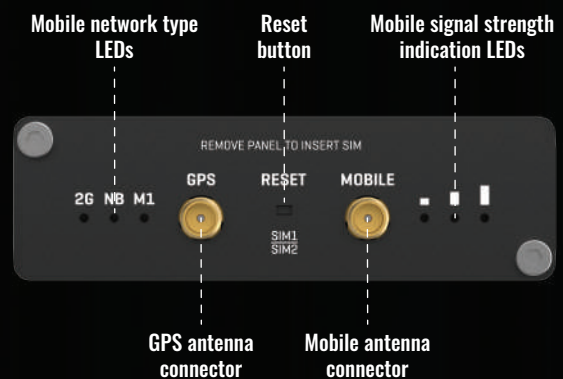 Mobile network type
LEDs
Reset
button
Mobile signal strength
indication LEDs
REMOVE PANEL TO INSERT SIM
GPS
RESET
MOBILE
2G NB M1
SIM1
SIM2
GPS antenna
connector
Mobile antenna
connector